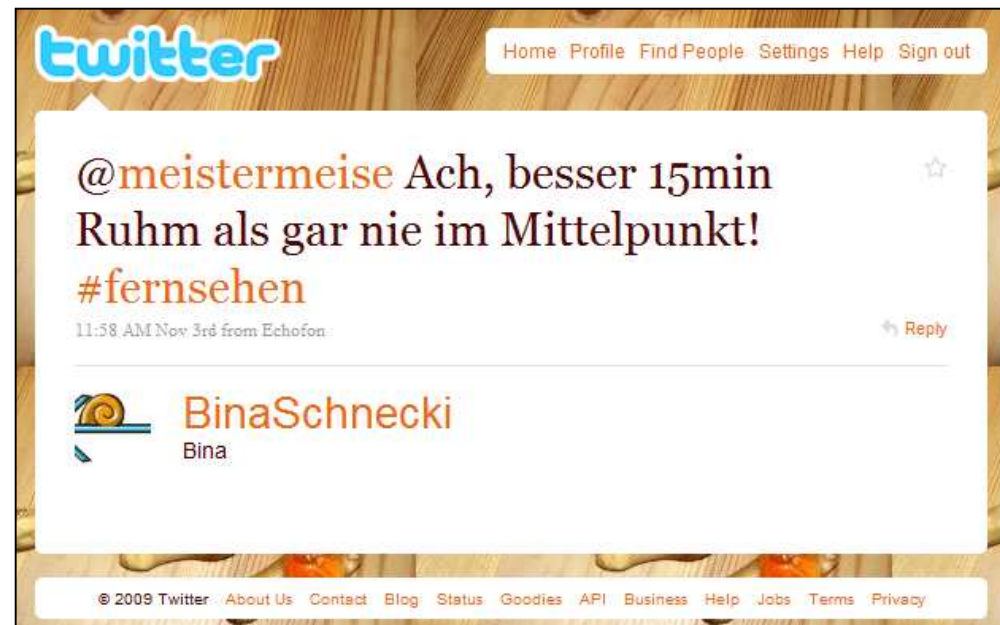 twitter
Home Profile Find People Settings Help Sign out
@meistermeise Ach, besser 15min
Ruhm als gar nie im Mittelpunkt!
#fernsehen
11:58 AM Nov 3rd from Echofon
Reply
BinaSchnecki
Bina
© 2009 Twitter About Us Contact Blog Status Goodies API Business Help Jobs Terms Privacy